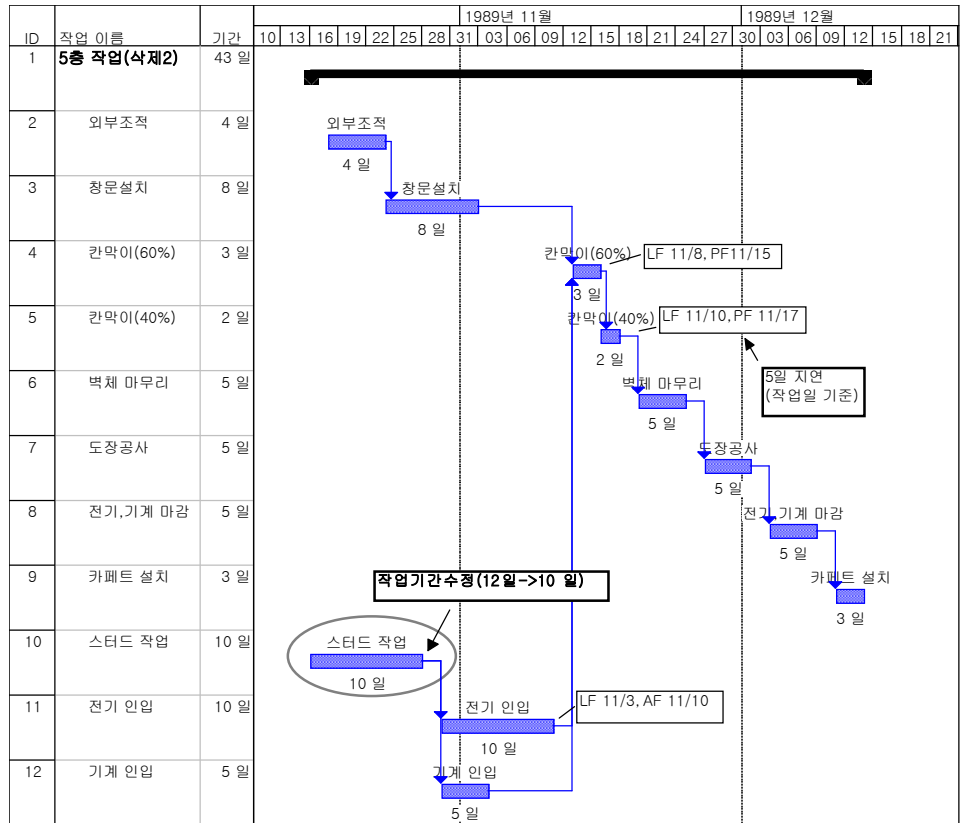 1989년 11월 1989년 12월
ID 작업 이름 기간 10 13 16 19 22 25 28 31 03 06 09 12 15 18 21 24 27 30 03 06 09 12 15 18 21
1 5층 작업(삭제2) 43 일
2 외부조적 4 일 외부조적
4 일
3 창문설치 8 일 창문설치
8 일
4 칸막이(60%) 3 일 칸막이(60%) LF 11/8, PF11/15
3 일
5 칸막이(40%) 2 일 칸막이(40%) LF 11/10, PF 11/17
2 일
6 벽체 마무리 5 일 벽체 마무리 5일 지연
(작업일 기준)
5 일
7 도장공사 5 일 도장공사
5 일
8 전기,기계 마감 5 일 전기,기계 마감
5 일
9 카페트 설치 3 일 작업기간수정(12일->10 일) 카페트 설치
3 일
10 스터드 작업 10 일 스터드 작업
10 일
11 전기 인입 10 일 전기 인입 LF 11/3, AF 11/10
10 일
12 기계 인입 5 일 기계 인입
5 일